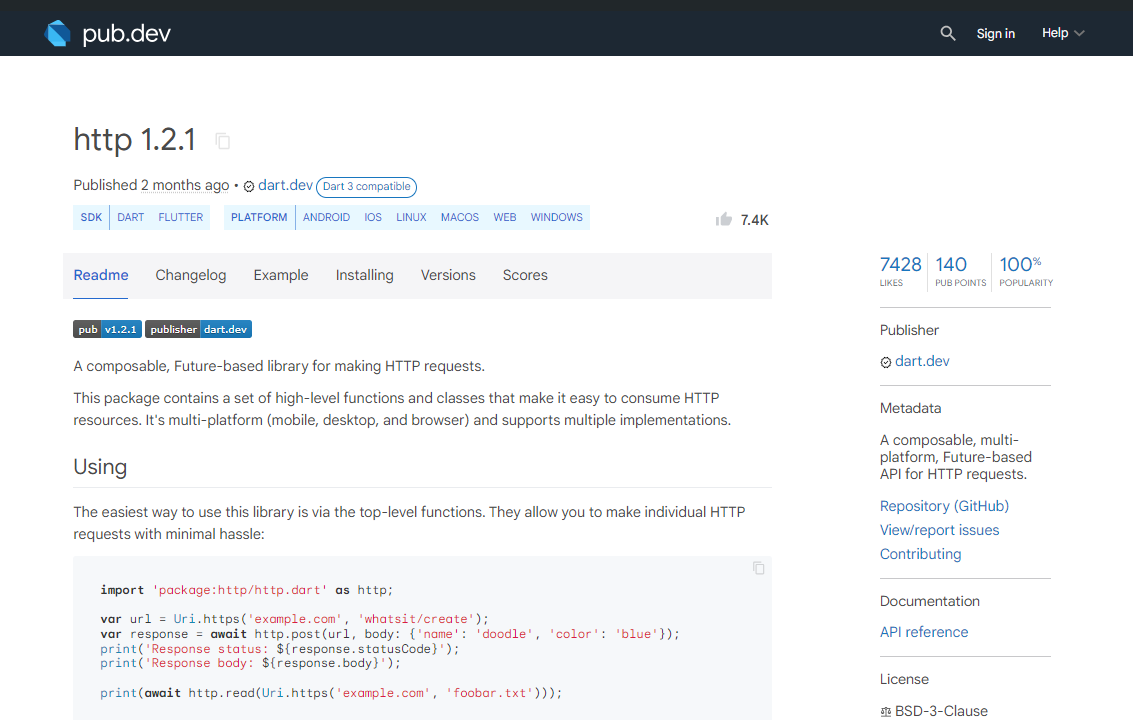 pub.dev
Sign in
Help
http 1.2.1
Published 2 months ago • dart.dev Dart 3 compatible
SDK DART FLUTTER PLATFORM ANDROID IOS LINUX MACOS WEB WINDOWS
7.4K
Readme Changelog Example Installing Versions Scores
pub v1.2.1 publisher dart.dev
A composable, Future-based library for making HTTP requests.
This package contains a set of high-level functions and classes that make it easy to consume HTTP
resources. It's multi-platform (mobile, desktop, and browser) and supports multiple implementations.
Using
The easiest way to use this library is via the top-level functions. They allow you to make individual HTTP
requests with minimal hassle:
import 'package:http/http.dart' as http;
var url = Uri.https('example.com', 'whatsit/create');
var response = await http.post(url, body: {'name': 'doodle', 'color': 'blue'});
print('Response status: ${response.statusCode}');
print('Response body: ${response.body}');
print(await http.read(Uri.https('example.com', 'foobar.txt')));
7428 140 100%
LIKES PUB POINTS POPULARITY
Publisher
dart.dev
Metadata
A composable, multi-
platform, Future-based
API for HTTP requests.
Repository (GitHub)
View/report issues
Contributing
Documentation
API reference
License
BSD-3-Clause